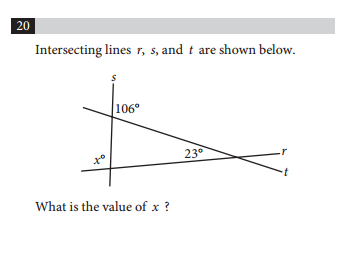 20
Intersecting lines r, s, and t are shown below.
s
106°
x°
23°
r
t
What is the value of x ?